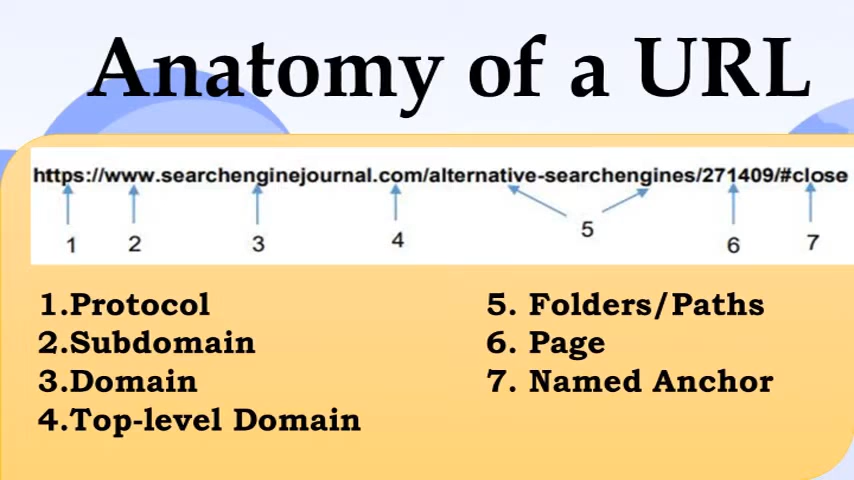 Anatomy of a URL
https://www.searchenginejournal.com/alternative-searchengines/271409/#close
1 2 3 4 5 6 7
1.Protocol
2.Subdomain
3.Domain
4.Top-level Domain
5. Folders/Paths
6. Page
7. Named Anchor